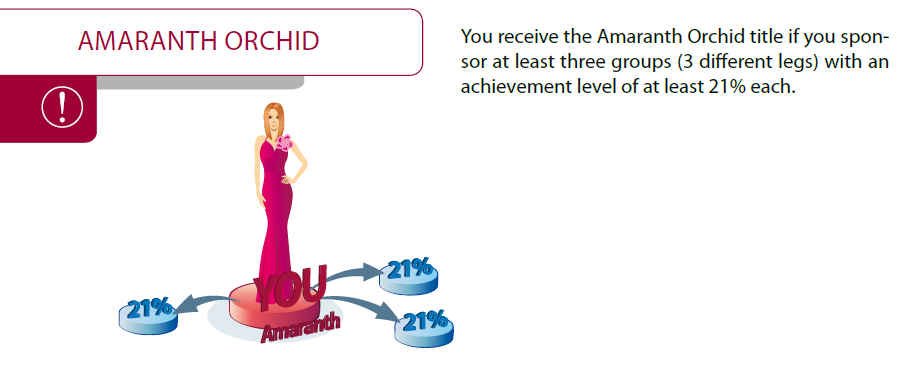 AMARANTH ORCHID
You receive the Amaranth Orchid title if you spon-
sor at least three groups (3 different legs) with an
achievement level of at least 21% each.
!
21%
YOU
21%
Amaranth
21%